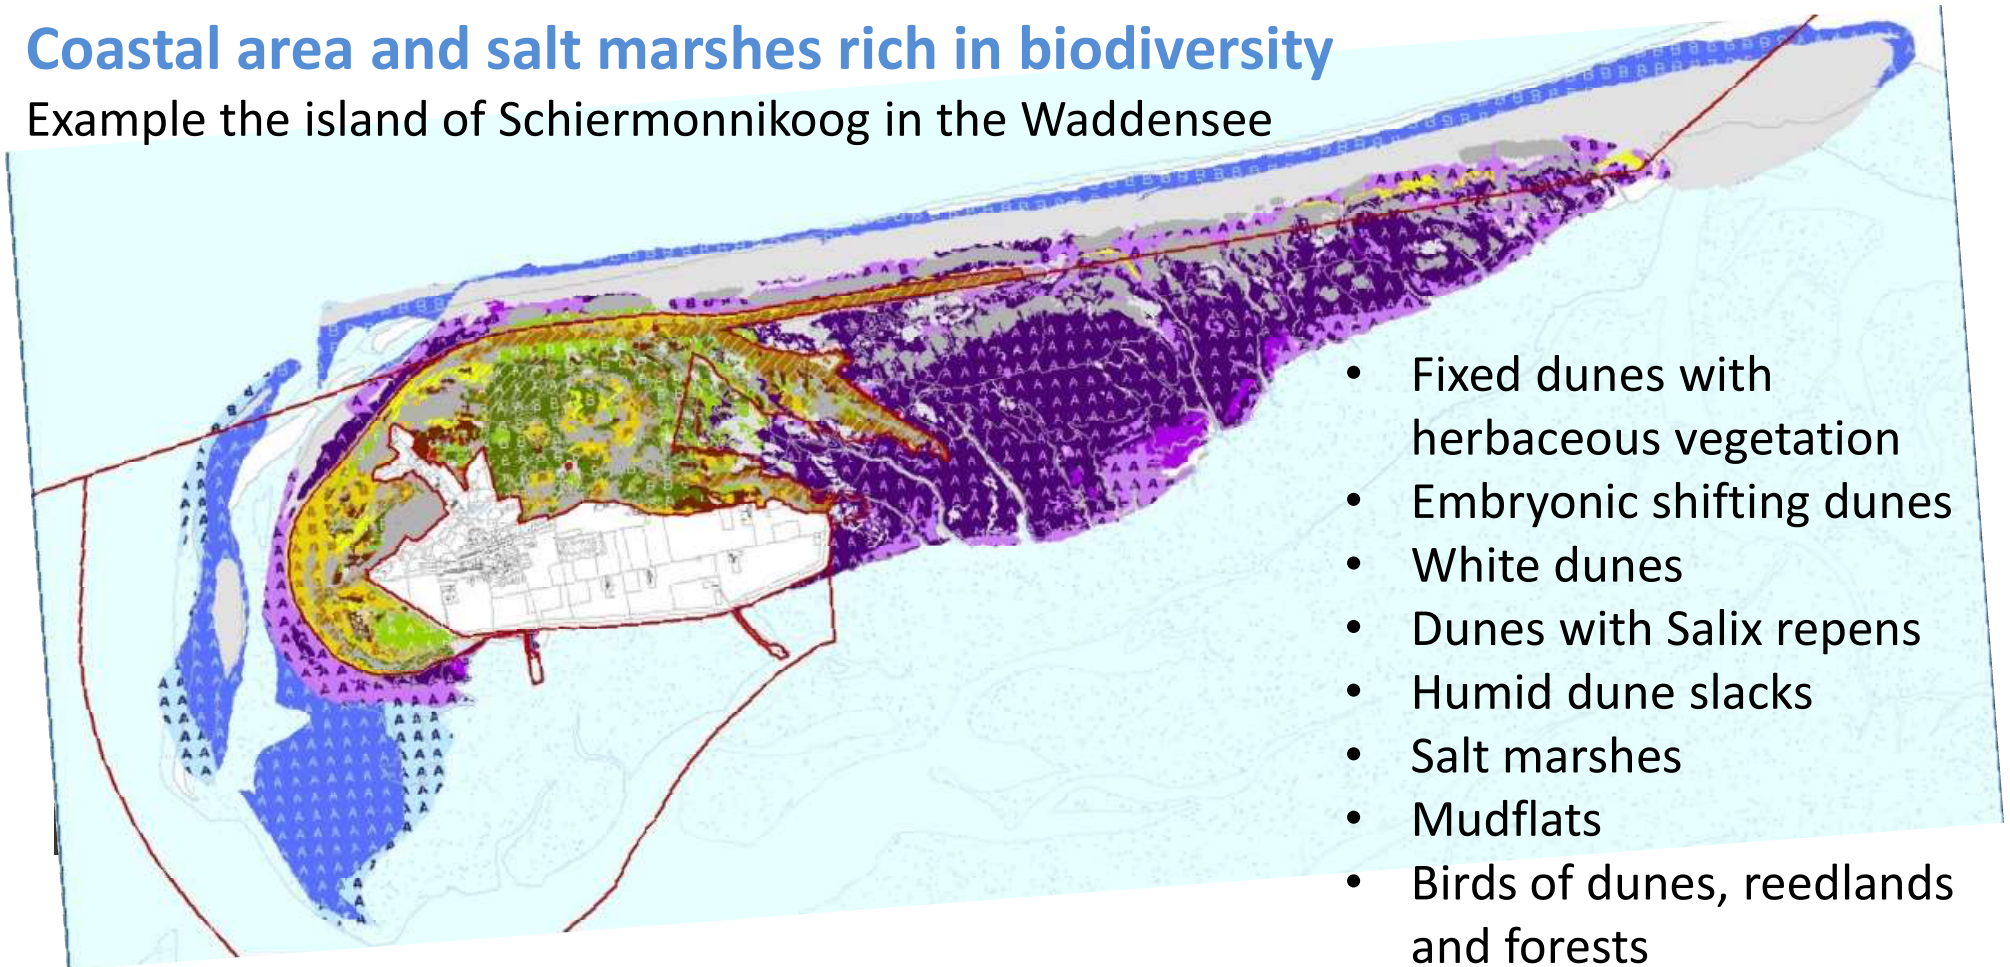 Coastal area and salt marshes rich in biodiversity
Example the island of Schiermonnikoog in the Waddensee
• Fixed dunes with
herbaceous vegetation
• Embryonic shifting dunes
• White dunes
• Dunes with Salix repens
• Humid dune slacks
• Salt marshes
• Mudflats
• Birds of dunes, reedlands
and forests